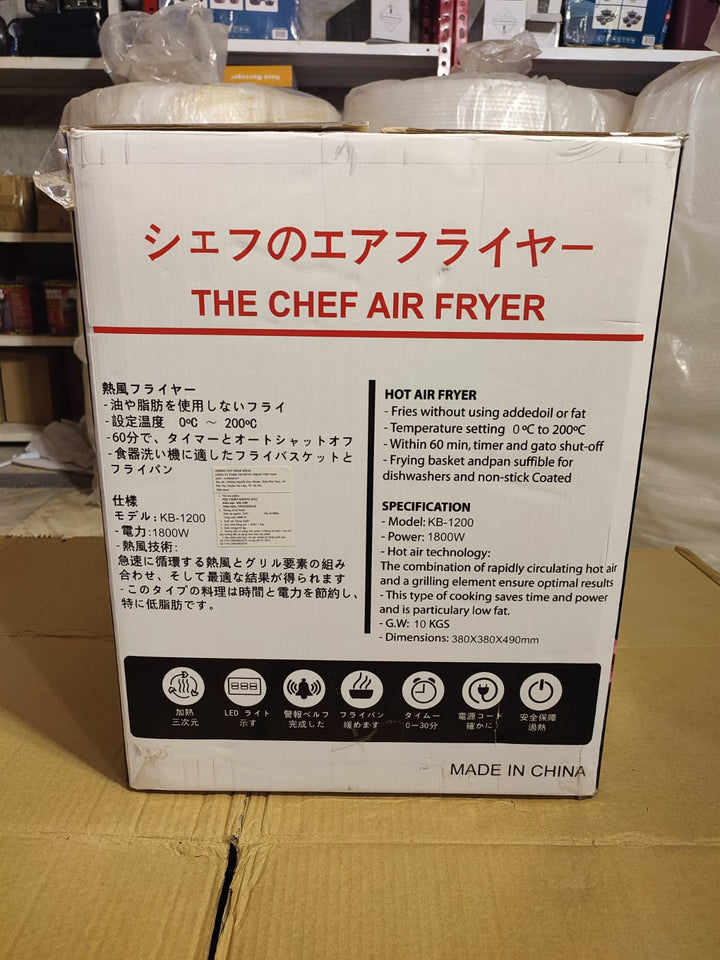 シェフのエアフライヤー
THE CHEF AIR FRYER
熱風フライヤー
-油や脂肪を使用しないフライ
-設定温度 0ºC ～ 200ºC
-60分で、タイマーとオートシャットオフ
-食器洗い機に適したフライバスケットと
フライパン
仕様
モデル: KB-1200
-電力:1800W
-熱風技術:
急速に循環する熱風とグリル要素の組み
合わせ、そして最適な結果が得られます
-このタイプの料理は時間と電力を節約し、
特に低脂肪です。
HOT AIR FRYER
- Fries without using addedoil or fat
- Temperature setting 0 ºC to 200ºC
- Within 60 min, timer and gato shut-off
- Frying basket andpan suffible for
dishwashers and non-stick Coated
SPECIFICATION
- Model: KB-1200
- Power: 1800W
- Hot air technology:
The combination of rapidly circulating hot air
and a grilling element ensure optimal results
- This type of cooking saves time and power
and is particulary low fat.
- G.W: 10 KGS
- Dimensions: 380X380X490mm
加熱
三次元
LED ライト
示す
警報ベルフ
完成した
フライパン
緩めます
タイムー
0一30分
電源コート
確かに
安全保障
過熱
MADE IN CHINA